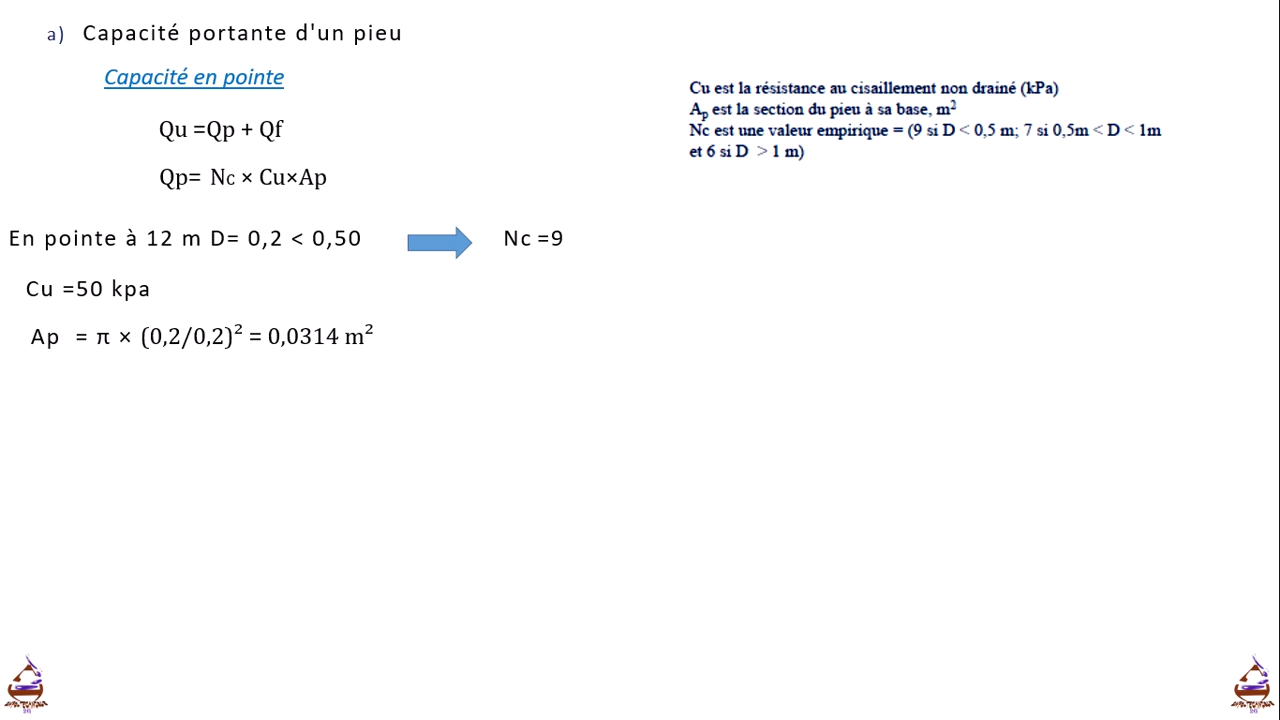 a) Capacité portante d'un pieu
Capacité en pointe
Qu =Qp + Qf
Qp= Nc × Cu×Ap
Cu est la résistance au cisaillement non drainé (kPa)
Ap est la section du pieu à sa base, m²
Nc est une valeur empirique = (9 si D < 0,5 m; 7 si 0,5m < D < 1m
et 6 si D > 1 m)
En pointe à 12 m D= 0,2 < 0,50 Nc =9
Cu =50 kpa
Ap = π × (0,2/0,2)² = 0,0314 m²